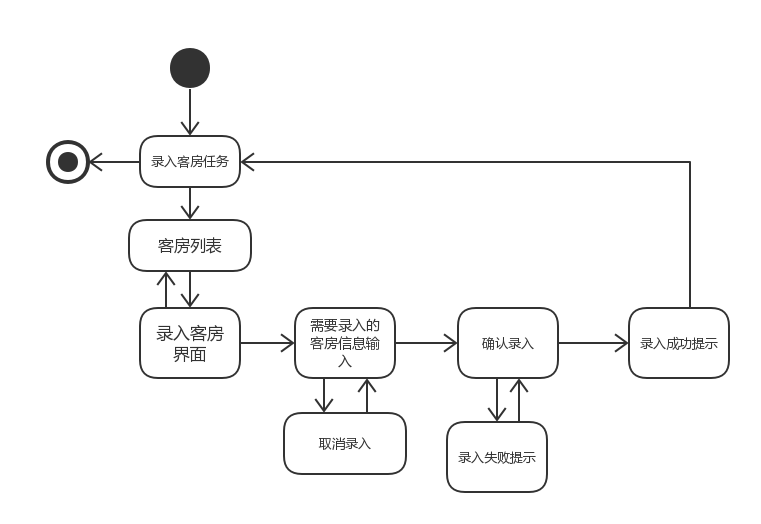 录入客房任务
客房列表
录入客房
界面
需要录入的
客房信息输
入
确认录入
录入成功提示
取消录入
录入失败提示